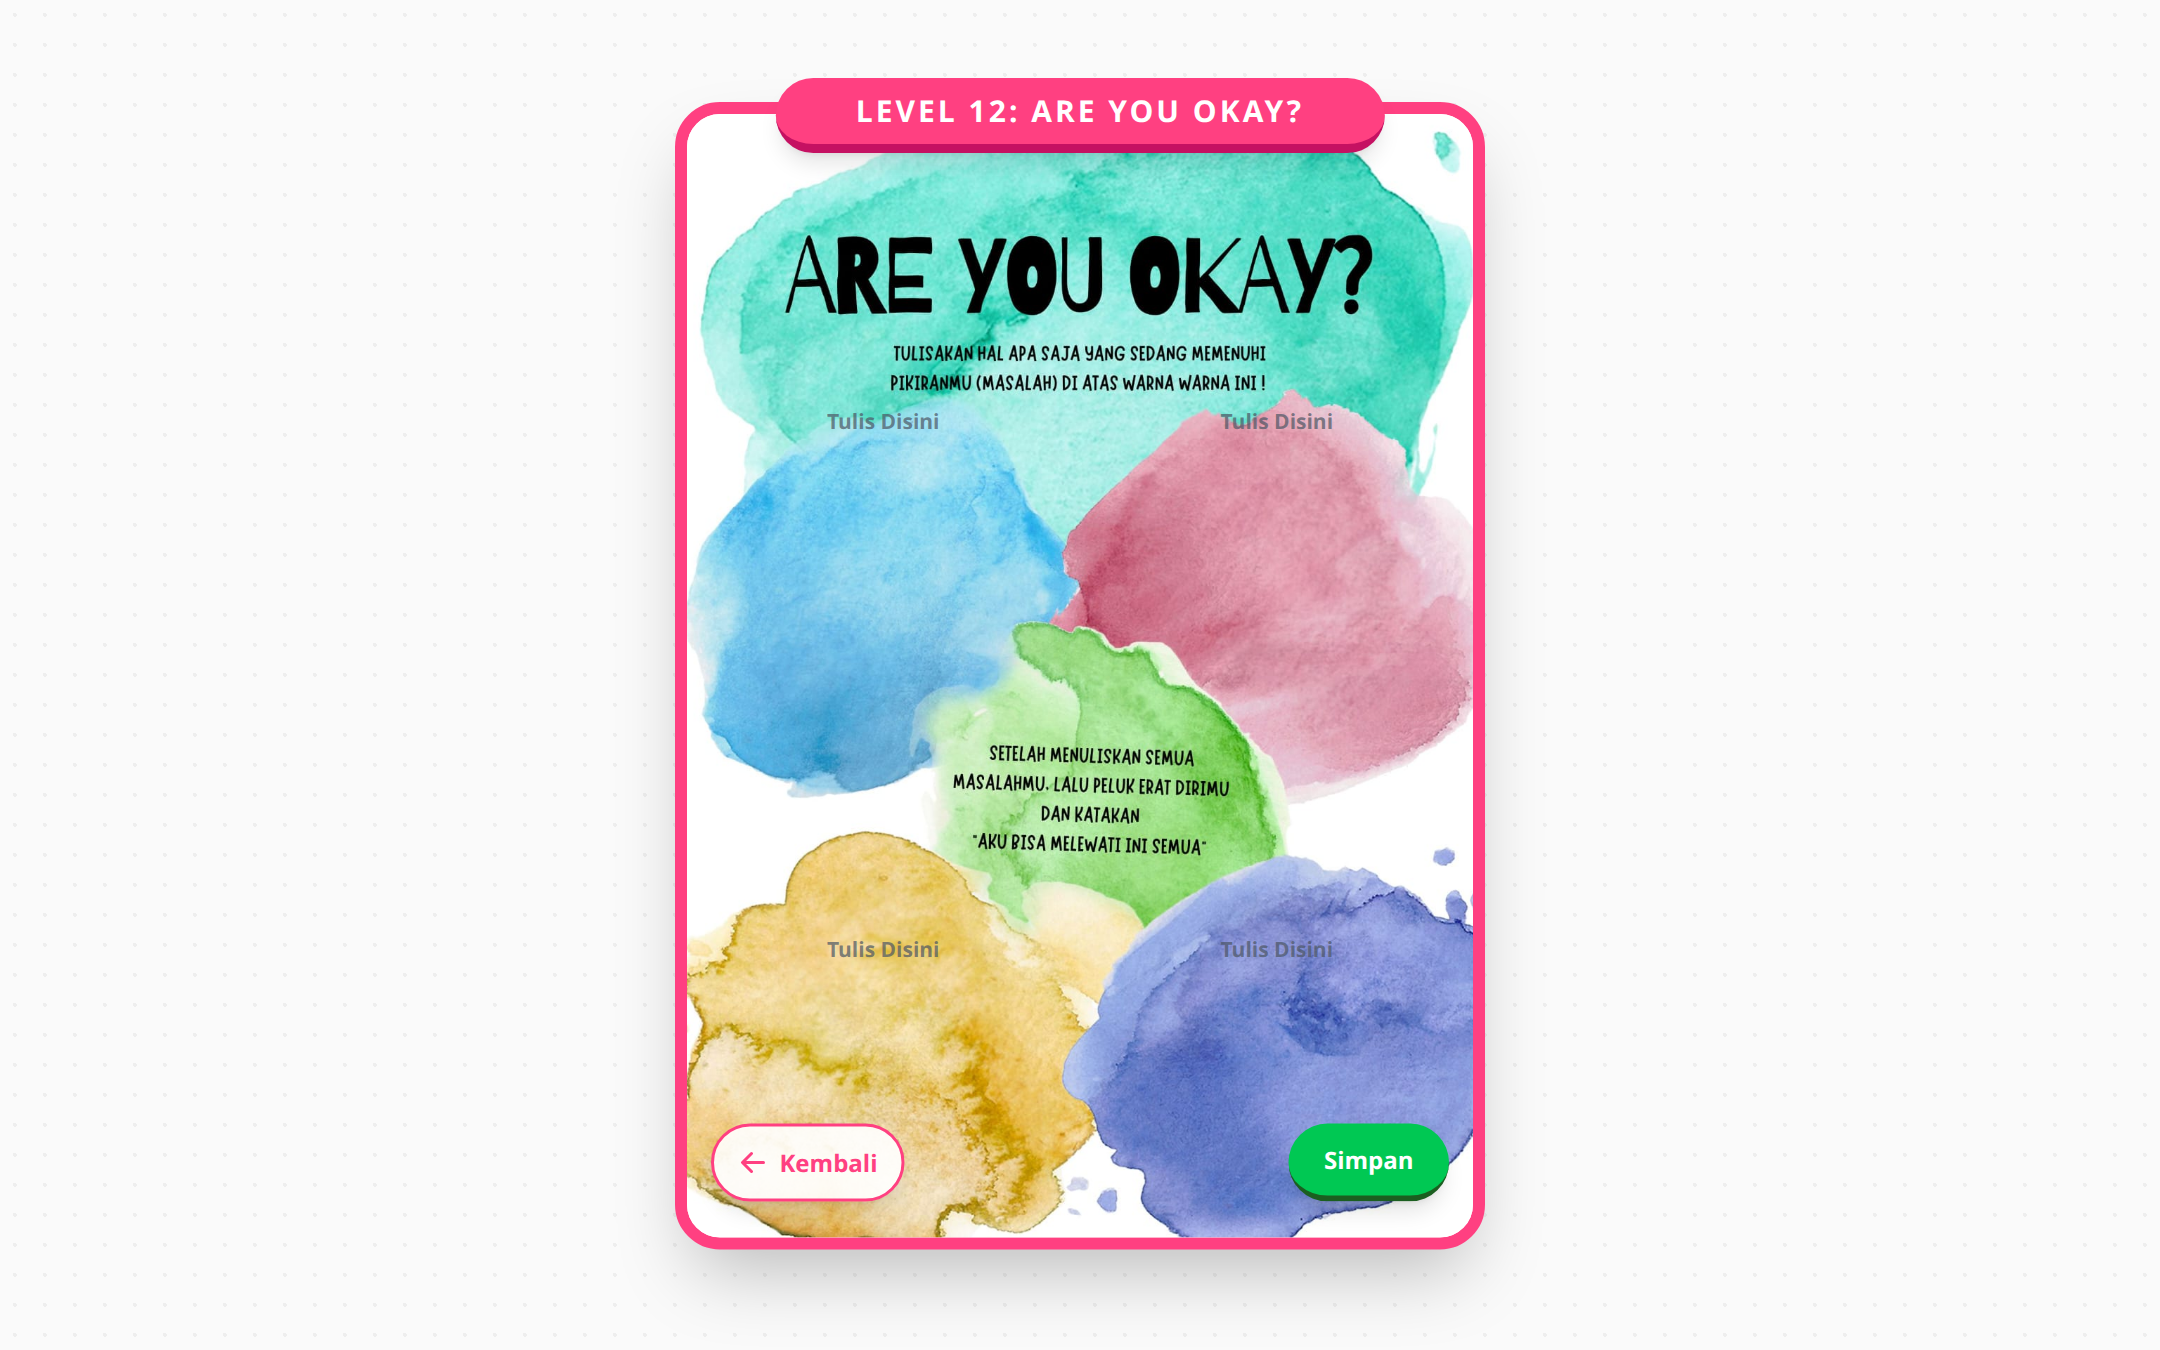 LEVEL 12: ARE YOU OKAY?
ARE YOU OKAY?
TULISAKAN HAL APA SAJA YANG SEDANG MEMENUHI
PIKIRANMU (MASALAH) DI ATAS WARNA WARNA INI !
Tulis Disini
Tulis Disini
SETELAH MENULISKAN SEMUA
MASALAHMU, LALU PELUK ERAT DIRIMU
DAN KATAKAN
"AKU BISA MELEWATI INI SEMUA"
Tulis Disini
Tulis Disini
← Kembali
Simpan